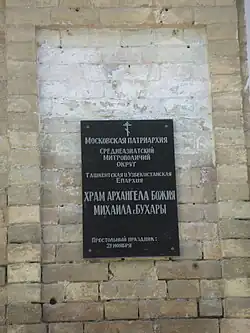 Московская патриархия
Среднеазиатский
митрополичий
округ
Ташкентская и Узбекистанская
Епархия
ХРАМ АРХАНГЕЛА БОЖИЯ
МИХАИЛА г. БУХАРЫ
Престольный праздник:
21 ноября